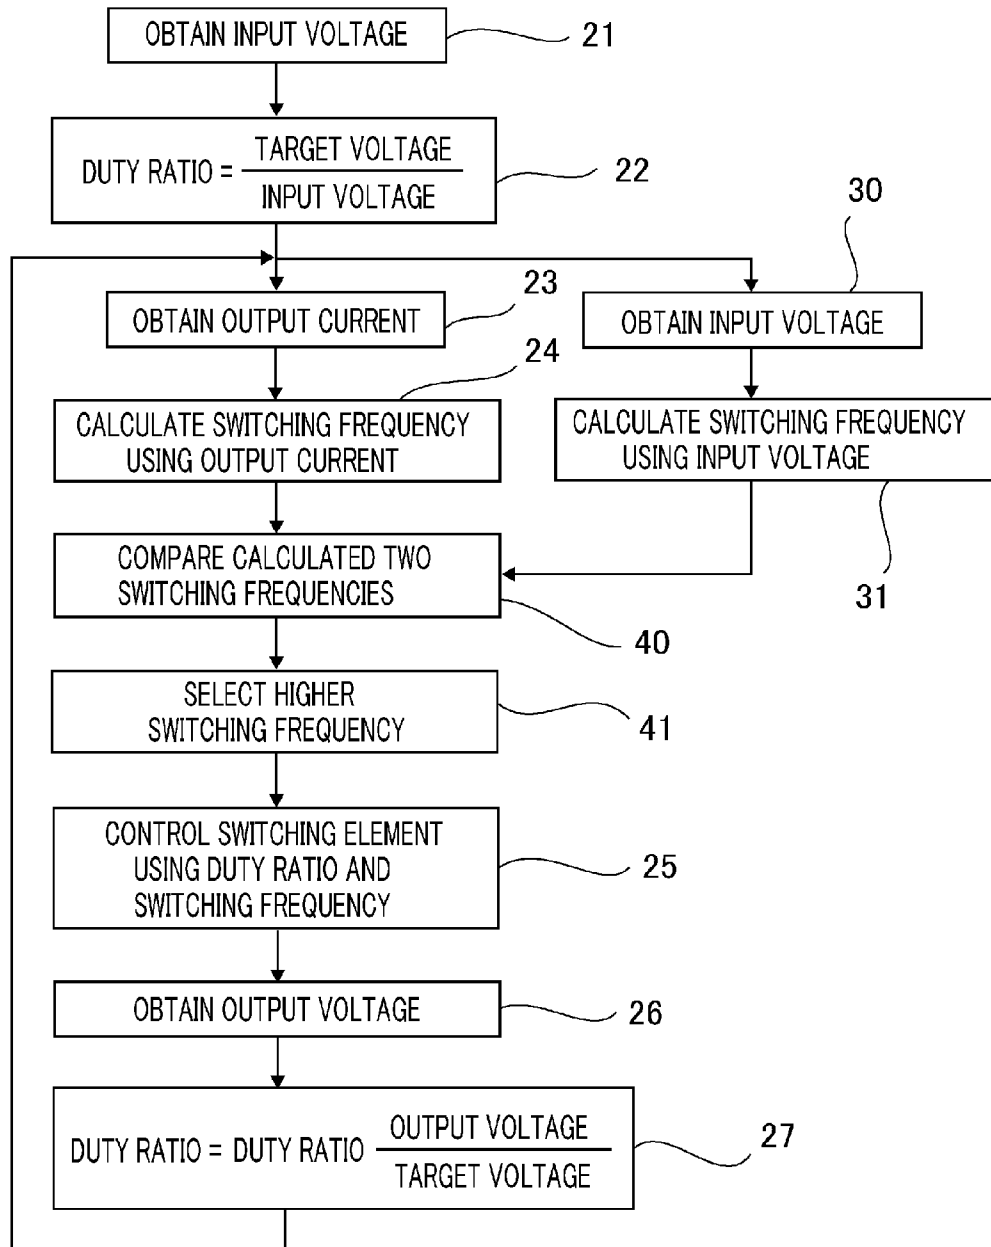 OBTAIN INPUT VOLTAGE
21
DUTY RATIO = TARGET VOLTAGE
INPUT VOLTAGE
22
30
23
OBTAIN OUTPUT CURRENT
OBTAIN INPUT VOLTAGE
24
CALCULATE SWITCHING FREQUENCY
USING OUTPUT CURRENT
CALCULATE SWITCHING FREQUENCY
USING INPUT VOLTAGE
31
COMPARE CALCULATED TWO
SWITCHING FREQUENCIES
40
SELECT HIGHER
SWITCHING FREQUENCY
41
CONTROL SWITCHING ELEMENT
USING DUTY RATIO AND
SWITCHING FREQUENCY
25
OBTAIN OUTPUT VOLTAGE
26
DUTY RATIO = DUTY RATIO OUTPUT VOLTAGE
TARGET VOLTAGE
27